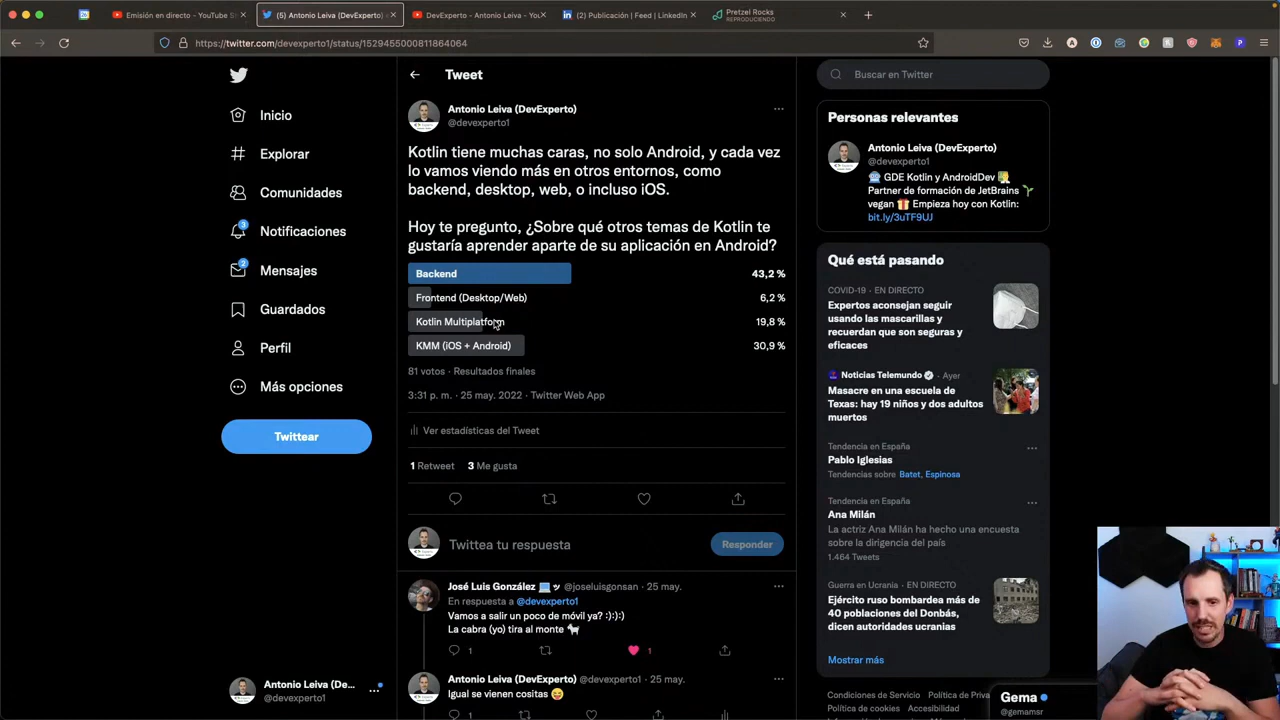 Emisión en directo - YouTube S
(5) Antonio Leiva (DevExperto)
DevExperto - Antonio Leiva - You
(2) Publicación | Feed | LinkedIn
Pretzel Rocks
REPRODUCIENDO
https://twitter.com/devexperto1/status/1529455000811864064
Inicio
Explorar
Comunidades
3
Notificaciones
2
Mensajes
Guardados
Perfil
Más opciones
Twittear
Antonio Leiva (De...
@devexperto1
Tweet
Antonio Leiva (DevExperto)
@devexperto1
Kotlin tiene muchas caras, no solo Android, y cada vez
lo vamos viendo más en otros entornos, como
backend, desktop, web, o incluso iOS.
Hoy te pregunto, ¿Sobre qué otros temas de Kotlin te
gustaría aprender aparte de su aplicación en Android?
Backend 43,2 %
Frontend (Desktop/Web) 6,2 %
Kotlin Multiplatform 19,8 %
KMM (iOS + Android) 30,9 %
81 votos · Resultados finales
3:31 p. m. · 25 may. 2022 · Twitter Web App
Ver estadísticas del Tweet
1 Retweet 3 Me gusta
Twittea tu respuesta
Responder
José Luis González 💻 ツ @joseluisgonsan · 25 may.
En respuesta a @devexperto1
Vamos a salir un poco de móvil ya? :):):)
La cabra (yo) tira al monte 🐐
1 1
Antonio Leiva (DevExperto) @devexperto1 · 25 may.
Igual se vienen cositas 😜
1
Buscar en Twitter
Personas relevantes
Antonio Leiva (DevExperto)
@devexperto1
GDE Kotlin y AndroidDev
Partner de formación de JetBrains
vegan 🎁 Empieza hoy con Kotlin:
bit.ly/3uTF9UJ
Qué está pasando
COVID-19 · EN DIRECTO
Expertos aconsejan seguir
usando las mascarillas y
recuerdan que son seguras y
eficaces
Noticias Telemundo · Ayer
Masacre en una escuela de
Texas: hay 19 niños y dos adultos
muertos
Tendencia en España
Pablo Iglesias
Tendencias sobre Batet, Espinosa
Tendencia en España
Ana Milán
La actriz Ana Milán ha hecho una encuesta
sobre la dirigencia del país
1.464 Tweets
Guerra en Ucrania · EN DIRECTO
Ejército ruso bombardea más de
40 poblaciones del Donbás,
dicen autoridades ucranias
Mostrar más
Condiciones de Servicio Política de Priva
Política de cookies Accesibilidad
Gema
@gemamsr